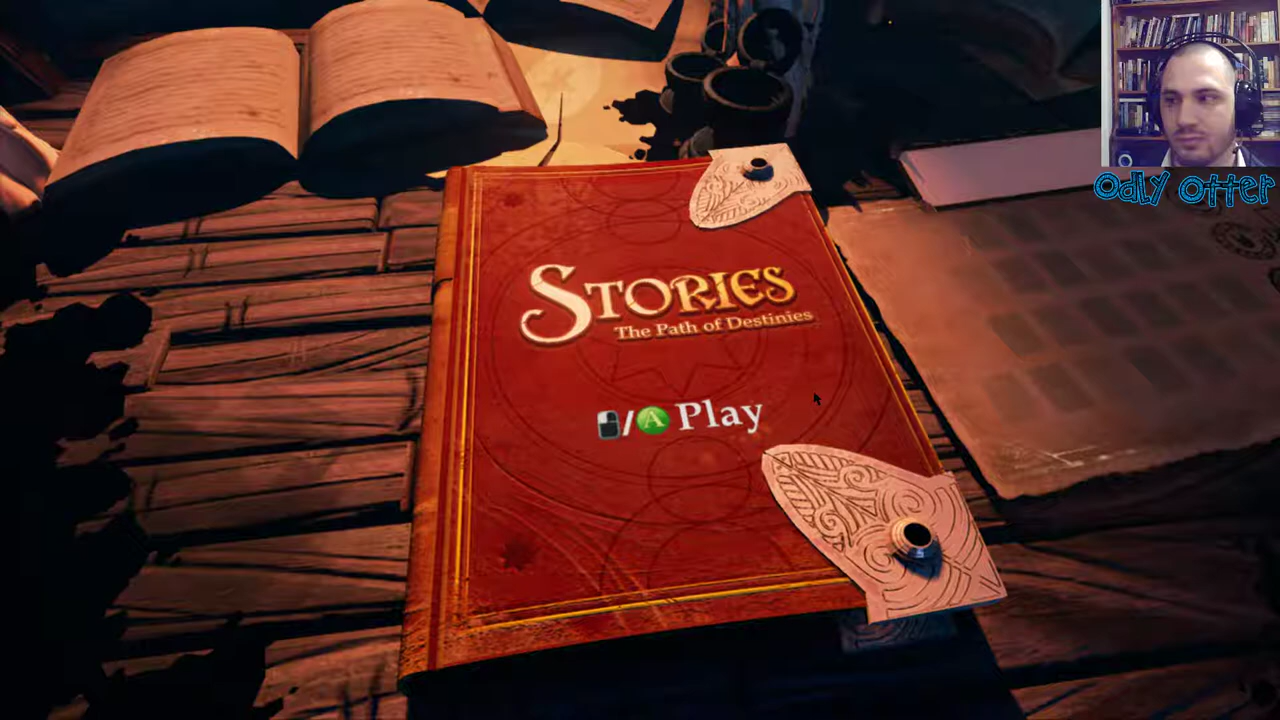 Odly Otter
STORIES
The Path of Destinies
/A Play